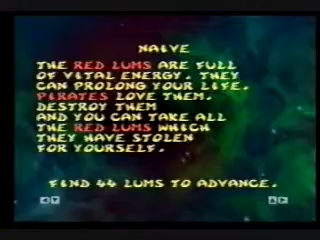 NAIVE
THE RED LUMS ARE FULL
OF VITAL ENERGY. THEY
CAN PROLONG YOUR LIFE.
PIRATES LOVE THEM.
DESTROY THEM
AND YOU CAN TAKE ALL
THE RED LUMS WHICH
THEY HAVE STOLEN
FOR YOURSELF.
FIND 44 LUMS TO ADVANCE.